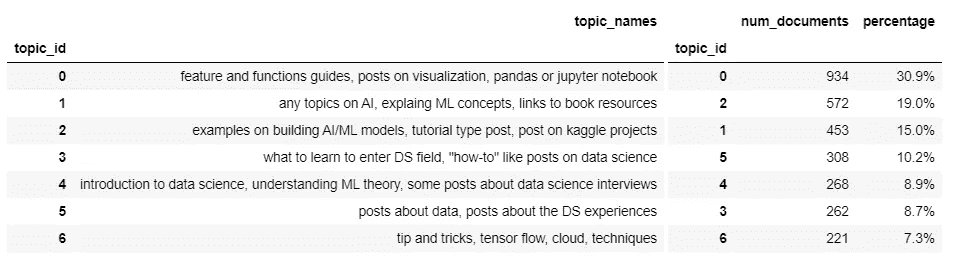 topic_names num_documents percentage
topic_id topic_id
0 feature and functions guides, posts on visualization, pandas or jupyter notebook 0 934 30.9%
1 any topics on AI, explaing ML concepts, links to book resources 2 572 19.0%
2 examples on building AI/ML models, tutorial type post, post on kaggle projects 1 453 15.0%
3 what to learn to enter DS field, "how-to" like posts on data science 5 308 10.2%
4 introduction to data science, understanding ML theory, some posts about data science interviews 4 268 8.9%
5 posts about data, posts about the DS experiences 3 262 8.7%
6 tip and tricks, tensor flow, cloud, techniques 6 221 7.3%